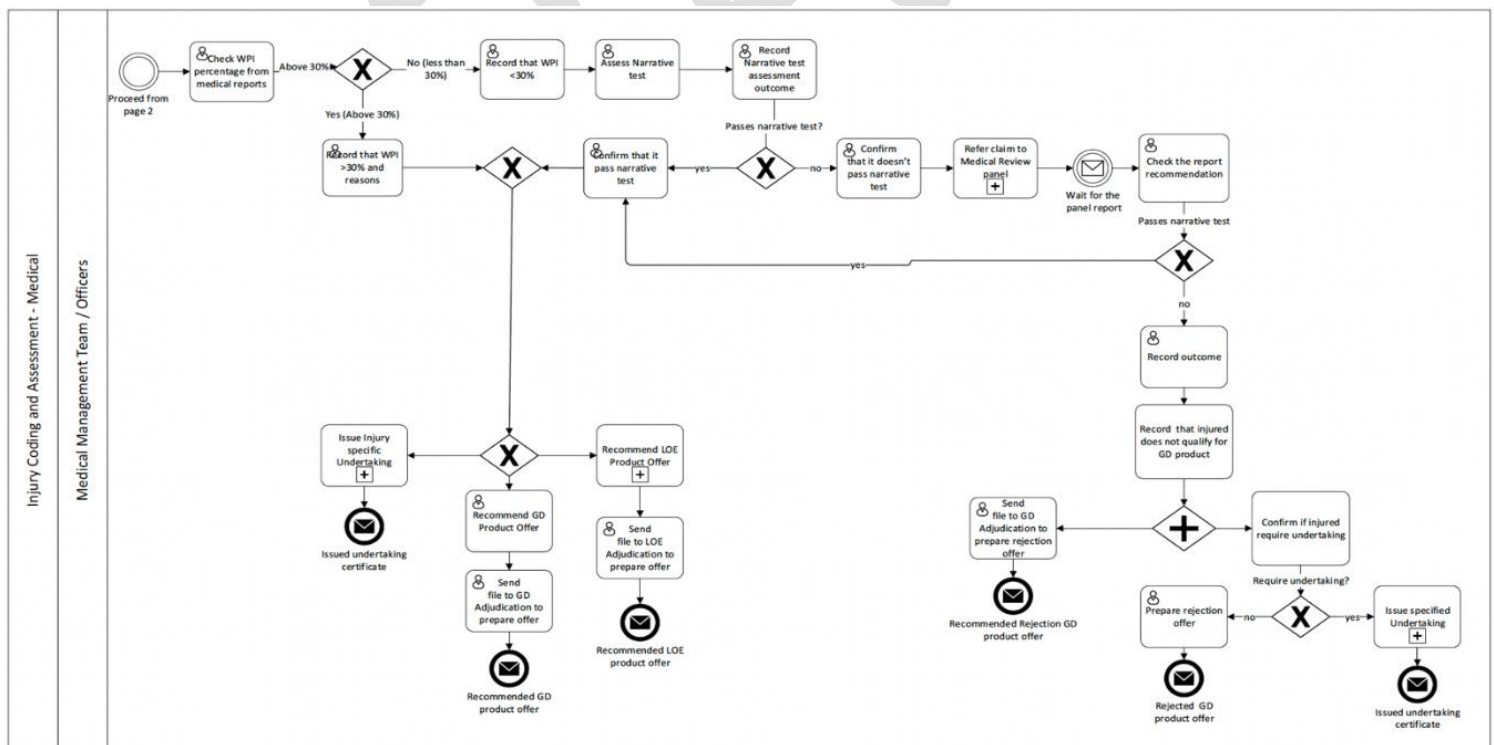 Injury Coding and Assessment - Medical
Medical Management Team / Officers
Proceed from
page 2
Check WPI
percentage from
medical reports
Above 30%
X
No (less than
30%)
Record that WPI
<30%
Assess Narrative
test
Record
Narrative test
assessment
outcome
Yes (Above 30%)
Passes narrative test?
Record that WPI
>30% and
reasons
X
Confirm that it
pass narrative
test
yes
X
no
Confirm
that it doesn't
pass narrative
test
Refer claim to
Medical Review
panel
Wait for the
panel report
Check the report
recommendation
Passes narrative test
X
yes
no
Record outcome
Record that injured
does not qualify for
GD product
Issue Injury
specific
Undertaking
X
Recommend LOE
Product Offer
Issued undertaking
certificate
Recommend GD
Product Offer
Send
file to LOE
Adjudication to
prepare offer
Send
file to GD
Adjudication to
prepare offer
Recommended LOE
product offer
Recommended GD
product offer
Send
file to GD
Adjudication to
prepare rejection
offer
Confirm if injured
require undertaking
Recommended Rejection GD
product offer
Require undertaking?
Prepare rejection
offer
no
X
yes
Issue specified
Undertaking
Rejected GD
product offer
Issued undertaking
certificate